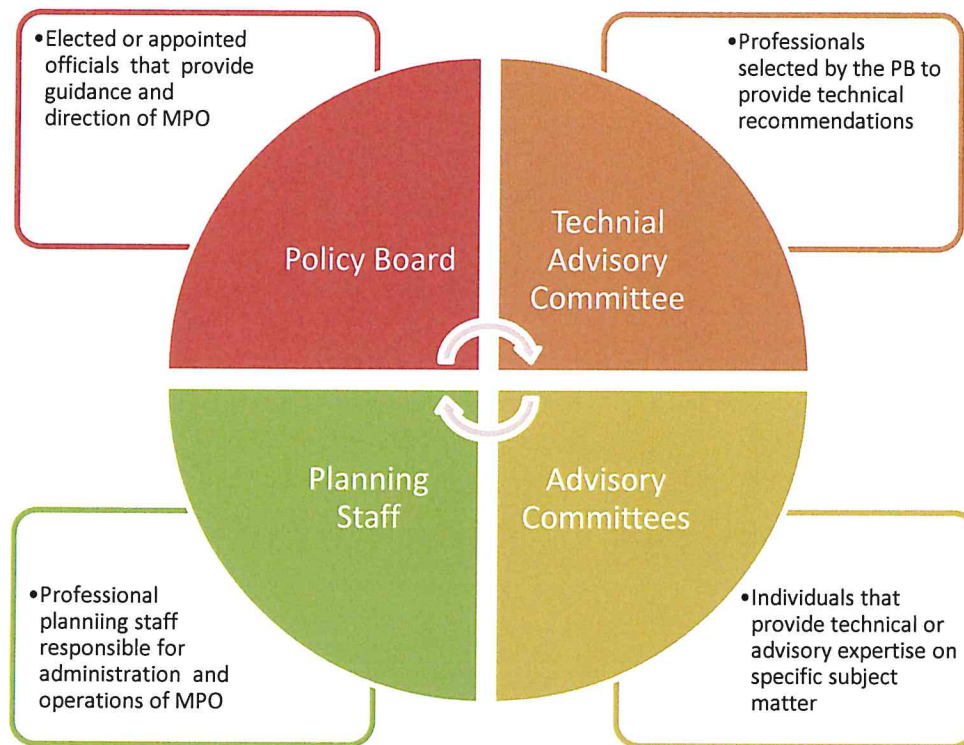 •Elected or appointed
officials that provide
guidance and
direction of MPO
•Professionals
selected by the PB to
provide technical
recommendations
Policy Board
Technial
Advisory
Committee
Planning
Staff
Advisory
Committees
•Professional
planniing staff
responsible for
administration and
operations of MPO
•Individuals that
provide technical or
advisory expertise on
specific subject
matter